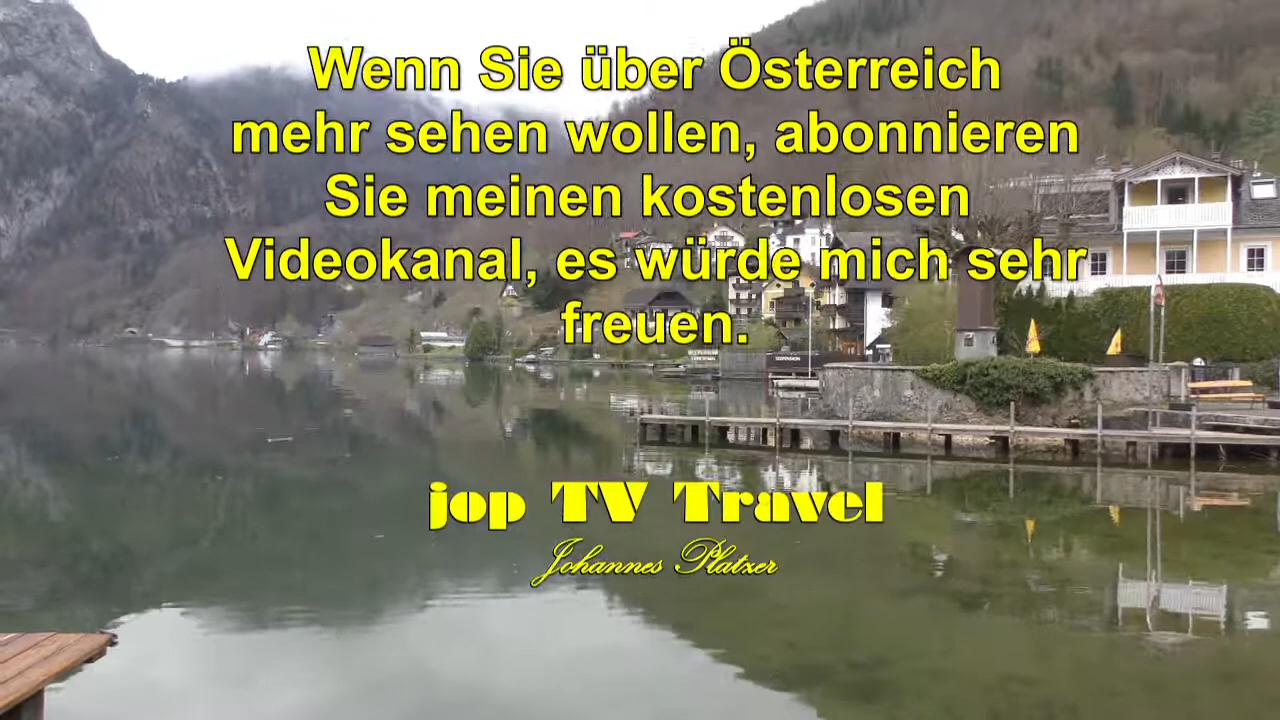 Wenn Sie über Österreich
mehr sehen wollen, abonnieren
Sie meinen kostenlosen
Videokanal, es würde mich sehr
freuen.
jop TV Travel
Johannes Platzer